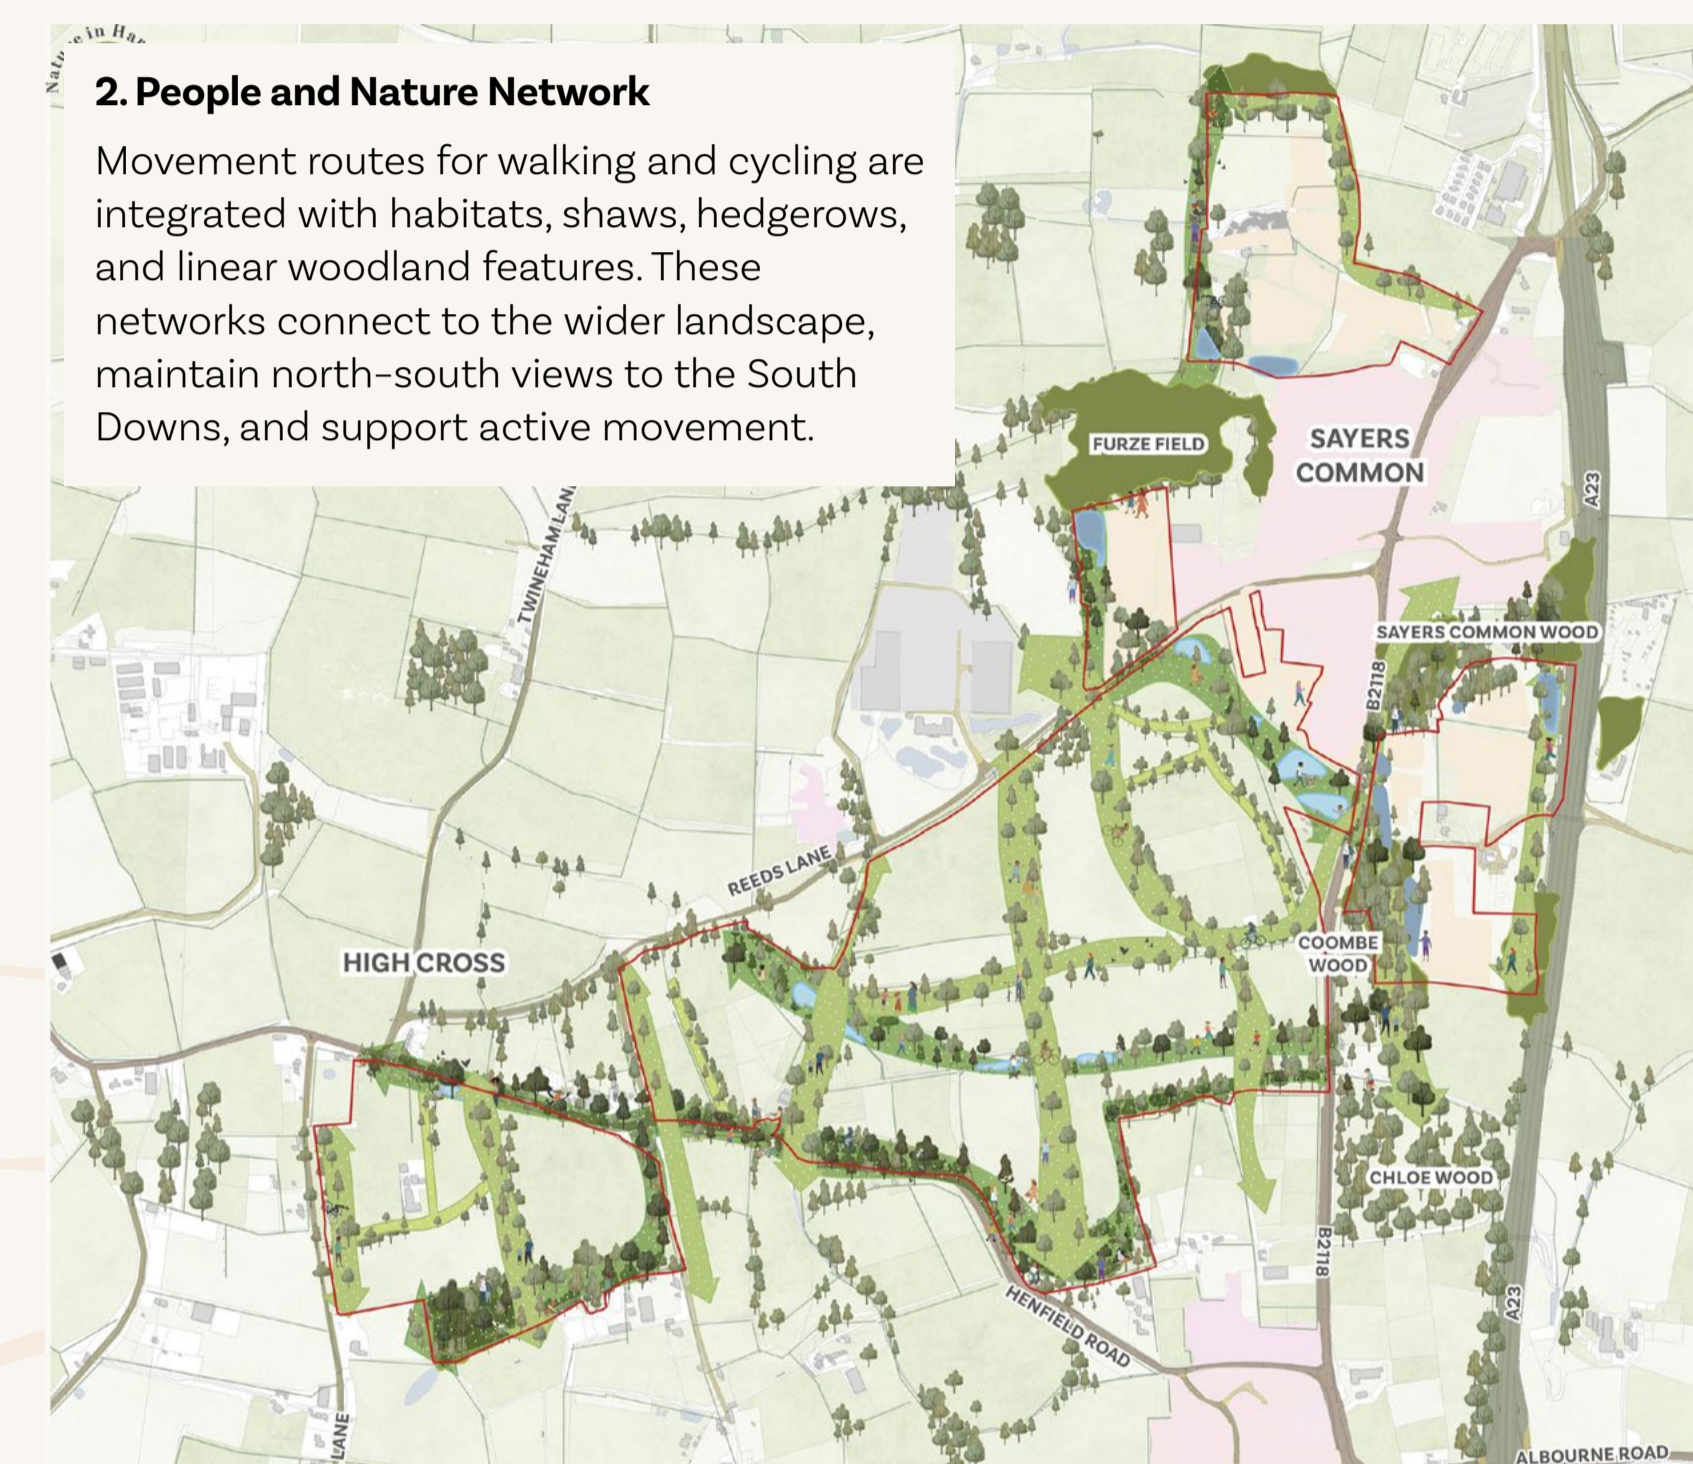 Nature in Har
2. People and Nature Network
Movement routes for walking and cycling are
integrated with habitats, shaws, hedgerows,
and linear woodland features. These
networks connect to the wider landscape,
maintain north–south views to the South
Downs, and support active movement.
FURZE FIELD
SAYERS
COMMON
A23
TWINEHAM LANE
SAYERS COMMON WOOD
B2118
REEDS LANE
HIGH CROSS
COOMBE
WOOD
CHLOE WOOD
B2118
HENFIELD ROAD
A23
LANE
ALBOURNE ROAD